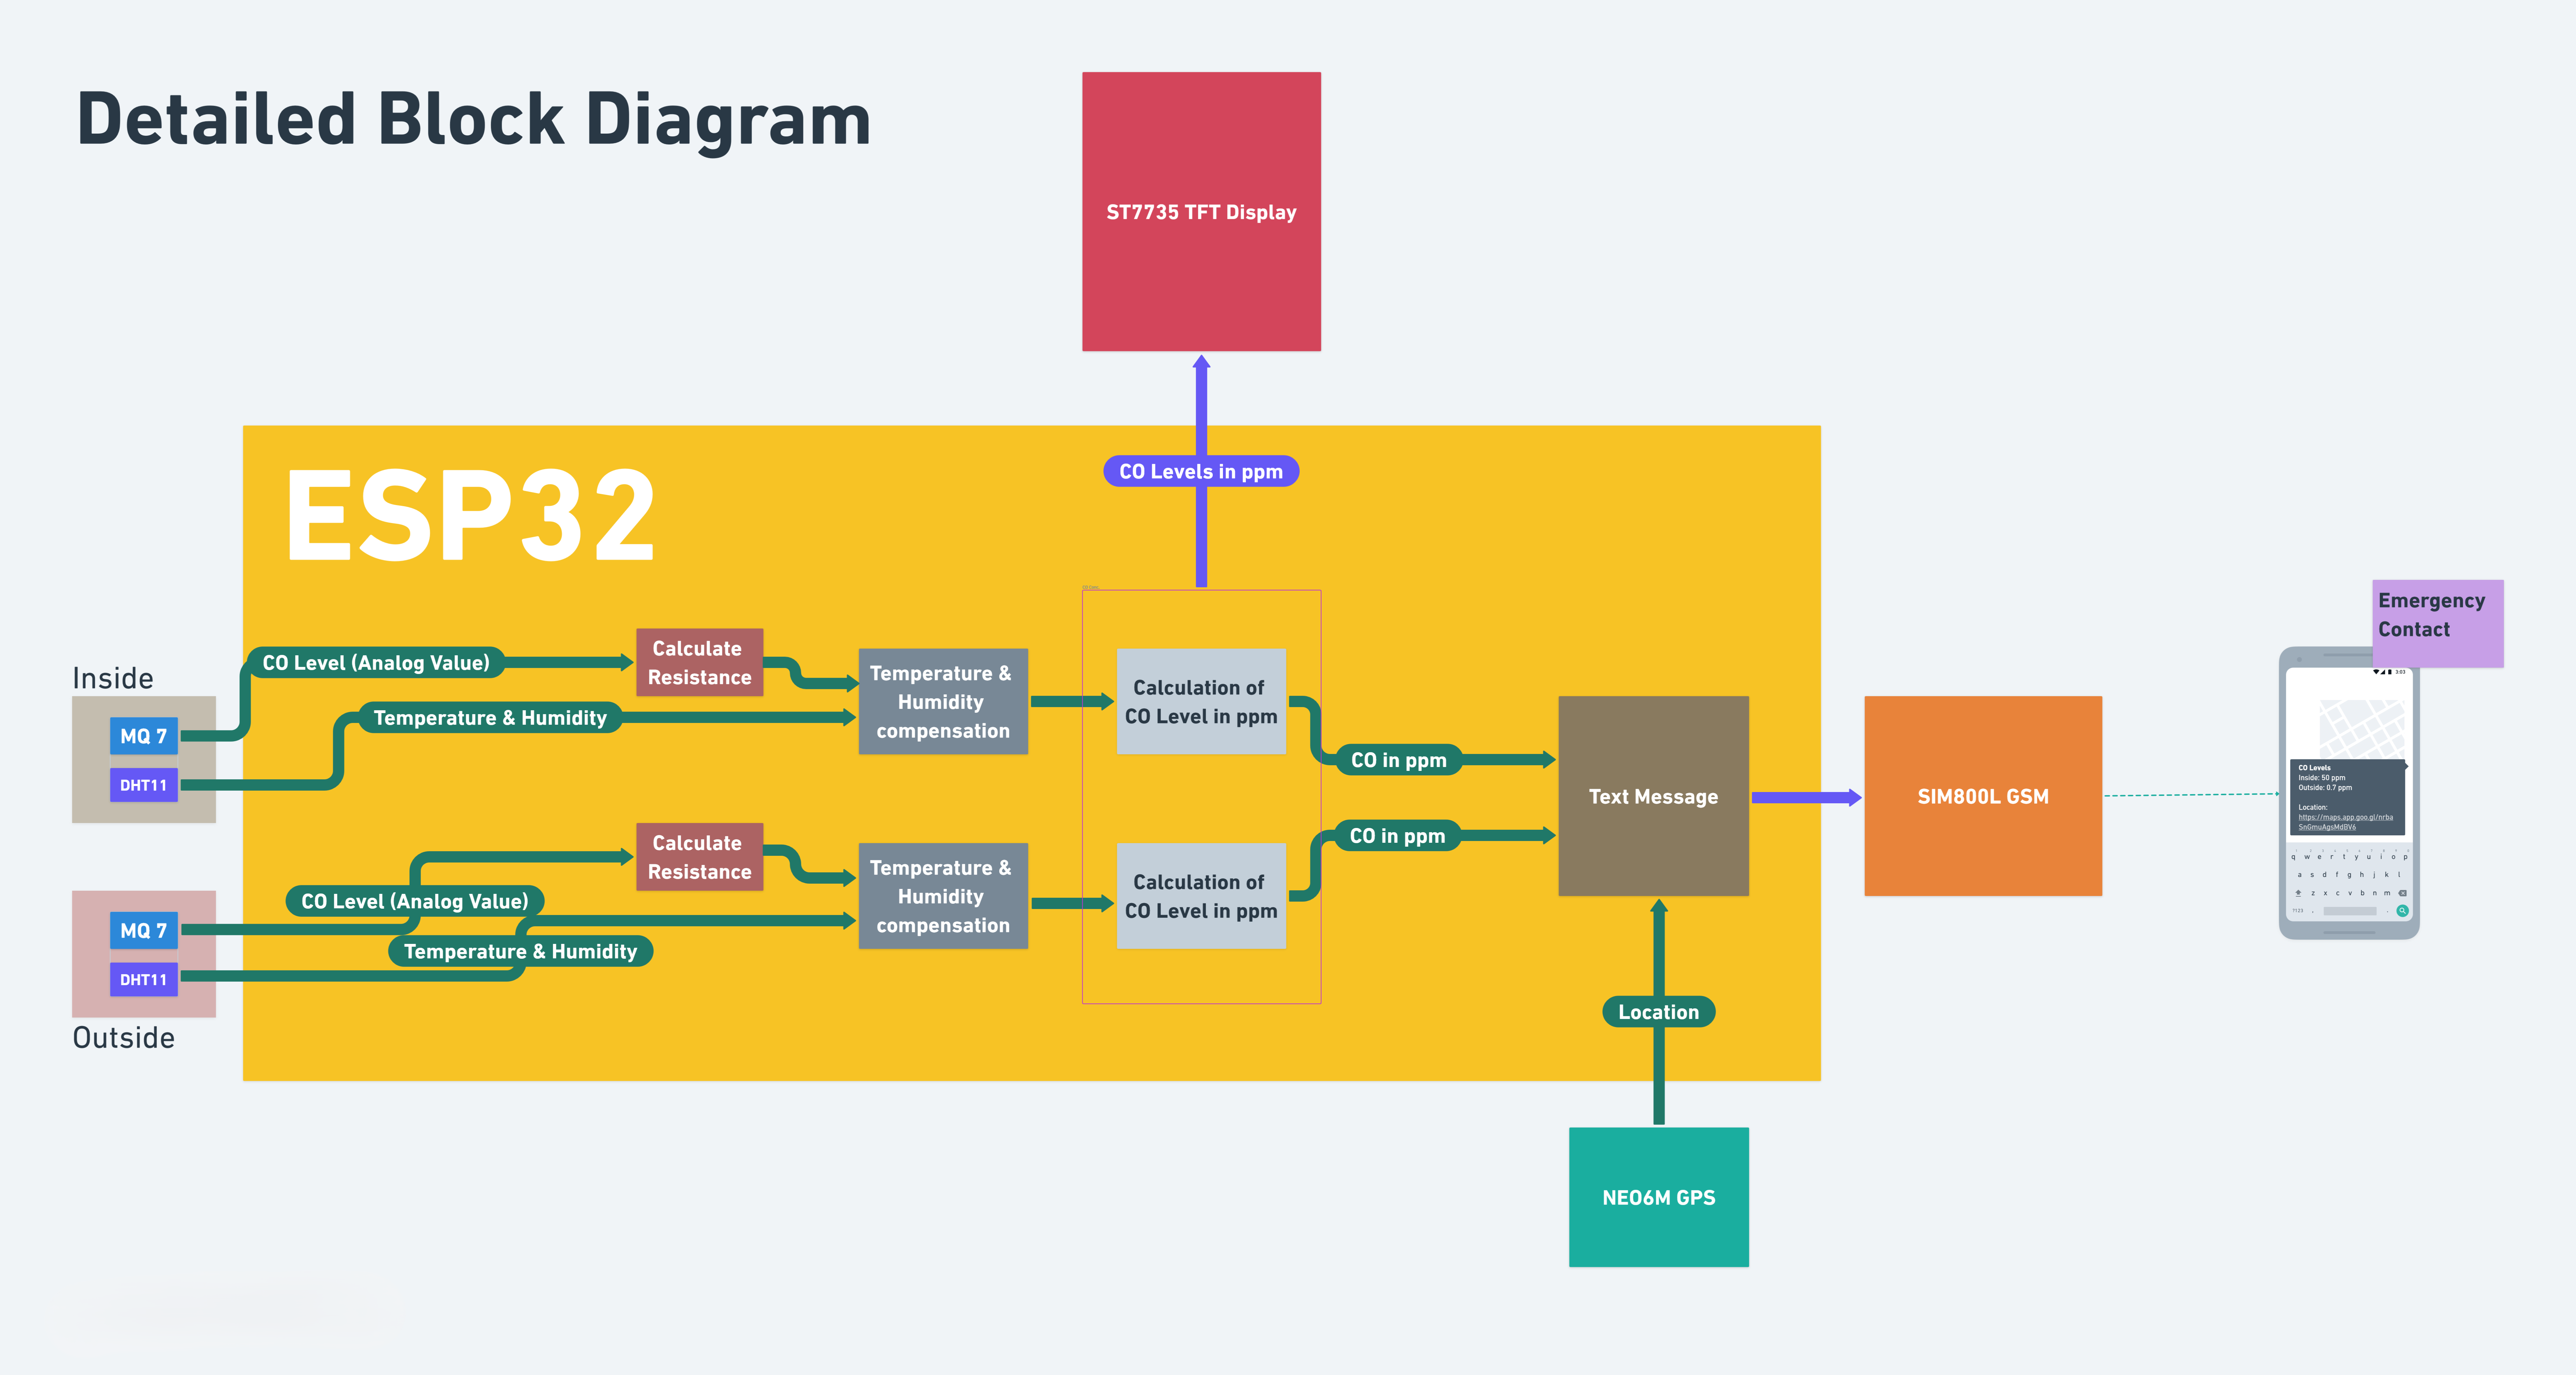 Detailed Block Diagram
ST7735 TFT Display
ESP32
CO Levels in ppm
Inside
MQ 7
DHT11
CO Level (Analog Value)
Temperature & Humidity
Calculate
Resistance
Temperature &
Humidity
compensation
Calculation of
CO Level in ppm
CO in ppm
MQ 7
DHT11
Outside
CO Level (Analog Value)
Temperature & Humidity
Calculate
Resistance
Temperature &
Humidity
compensation
Calculation of
CO Level in ppm
CO in ppm
Text Message
Location
NEO6M GPS
SIM800L GSM
Emergency
Contact
3:03
CO Levels
Inside: 50 ppm
Outside: 0.7 ppm
Location:
https://maps.app.goo.gl/nrba
SnGmuAgsMdBV6
q w e r t y u i o p
a s d f g h j k l
z x c v b n m
?123 , .